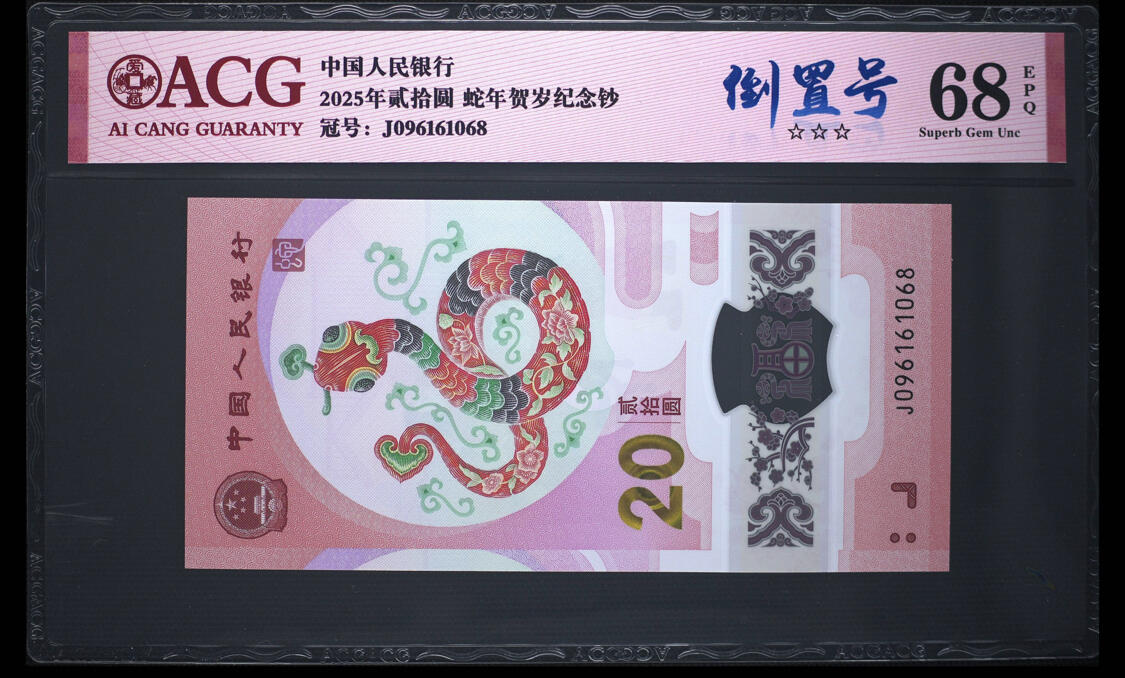 ACG
AI CANG GUARANTY
中国人民银行
2025年贰拾圆 蛇年贺岁纪念钞
冠号：J096161068
倒置号
☆☆☆
68
EPQ
Superb Gem Unc
中国人民银行
贰拾圆
20
J096161068